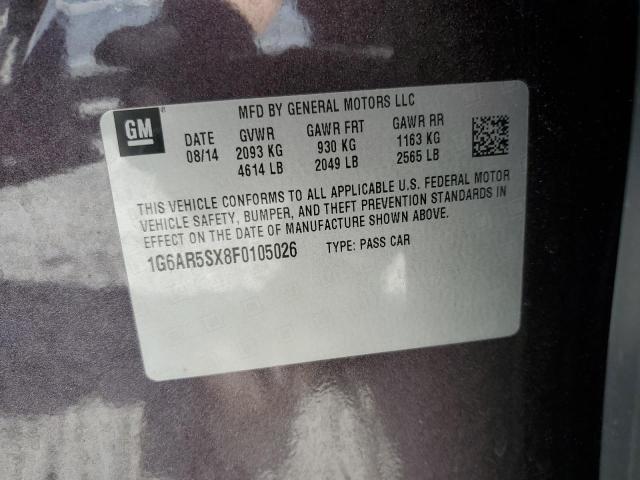 GM
MFD BY GENERAL MOTORS LLC
DATE GVWR GAWR FRT GAWR RR
08/14 2093 KG 930 KG 1163 KG
4614 LB 2049 LB 2565 LB
THIS VEHICLE CONFORMS TO ALL APPLICABLE U.S. FEDERAL MOTOR
VEHICLE SAFETY, BUMPER, AND THEFT PREVENTION STANDARDS IN
EFFECT ON THE DATE OF MANUFACTURE SHOWN ABOVE.
1G6AR5SX8F0105026 TYPE: PASS CAR